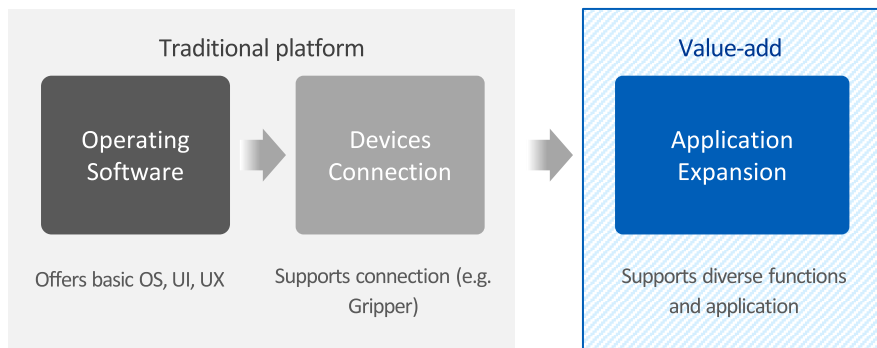 Traditional platform
Operating
Software
Devices
Connection
Offers basic OS, UI, UX
Supports connection (e.g.
Gripper)
Value-add
Application
Expansion
Supports diverse functions
and application